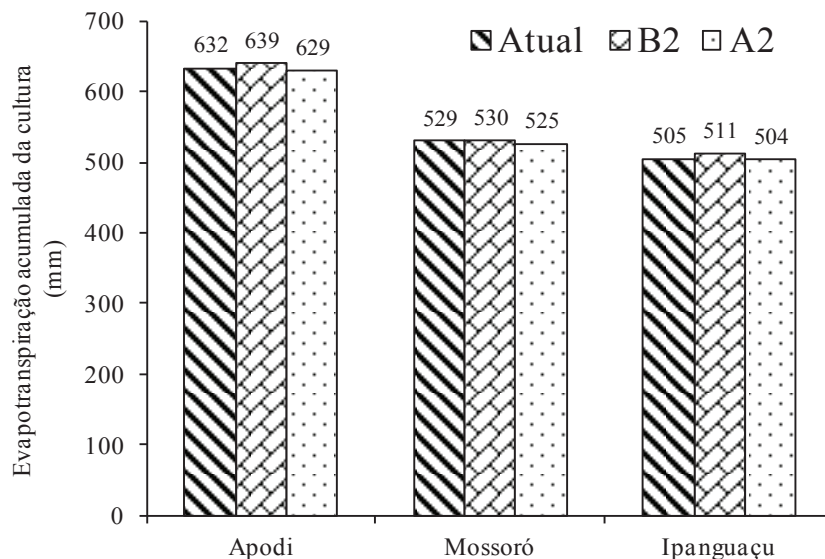 Evapotranspiração acumulada da cultura
(mm)
700
600
500
400
300
200
100
0
Atual B2 A2
632 639 629
529 530 525
505 511 504
Apodi Mossoró Ipanguaçu